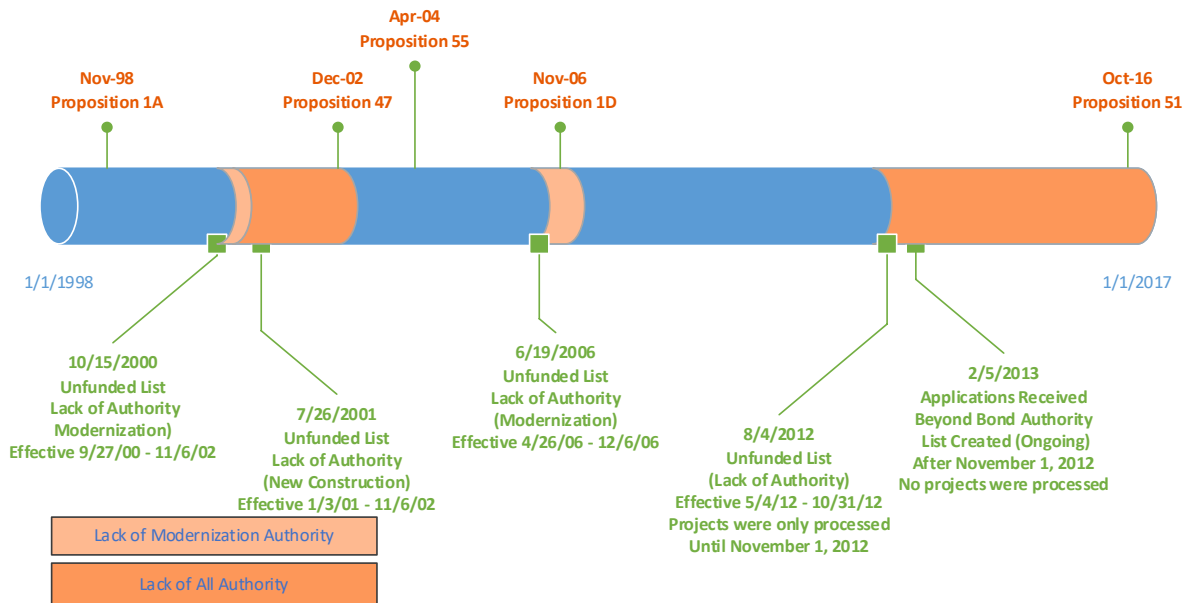 Apr-04
Proposition 55
Nov-98
Proposition 1A
Dec-02
Proposition 47
Nov-06
Proposition 1D
Oct-16
Proposition 51
1/1/1998
1/1/2017
10/15/2000
Unfunded List
Lack of Authority
Modernization)
Effective 9/27/00 - 11/6/02
7/26/2001
Unfunded List
Lack of Authority
(New Construction)
Effective 1/3/01 - 11/6/02
6/19/2006
Unfunded List
Lack of Authority
(Modernization)
Effective 4/26/06 - 12/6/06
8/4/2012
Unfunded List
(Lack of Authority)
Effective 5/4/12 - 10/31/12
Projects were only processed
Until November 1, 2012
2/5/2013
Applications Received
Beyond Bond Authority
List Created (Ongoing)
After November 1, 2012
No projects were processed
Lack of Modernization Authority
Lack of All Authority